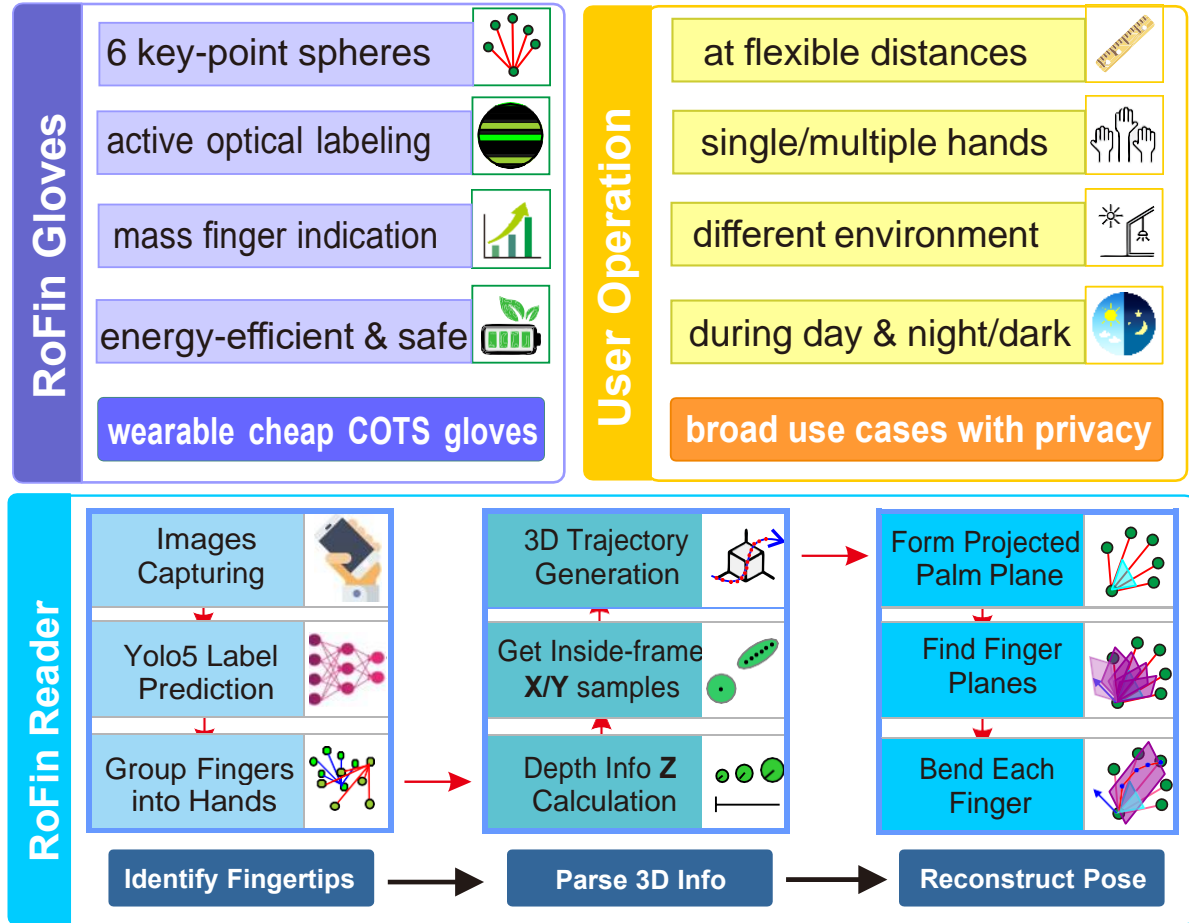 RoFin Gloves
6 key-point spheres
active optical labeling
mass finger indication
energy-efficient & safe
wearable cheap COTS gloves
User Operation
at flexible distances
single/multiple hands
different environment
during day & night/dark
broad use cases with privacy
RoFin Reader
Images
Capturing
Yolo5 Label
Prediction
Group Fingers
into Hands
Identify Fingertips
3D Trajectory
Generation
Get Inside-frame
X/Y samples
Depth Info Z
Calculation
Parse 3D Info
Form Projected
Palm Plane
Find Finger
Planes
Bend Each
Finger
Reconstruct Pose